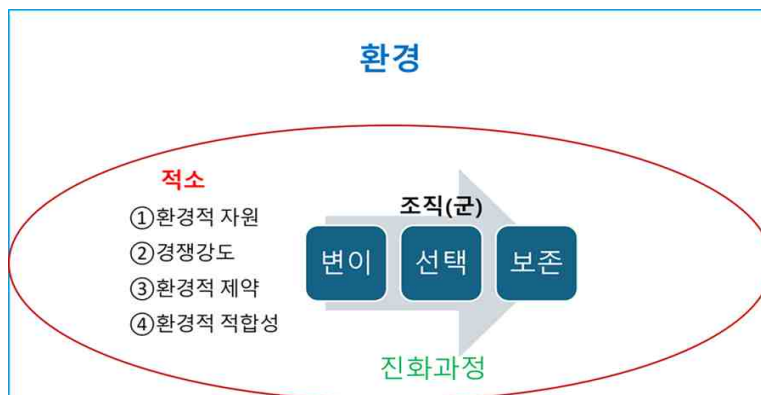 환경
적소
①환경적 자원
②경쟁강도
③환경적 제약
④환경적 적합성
조직(군)
변이 선택 보존
진화과정